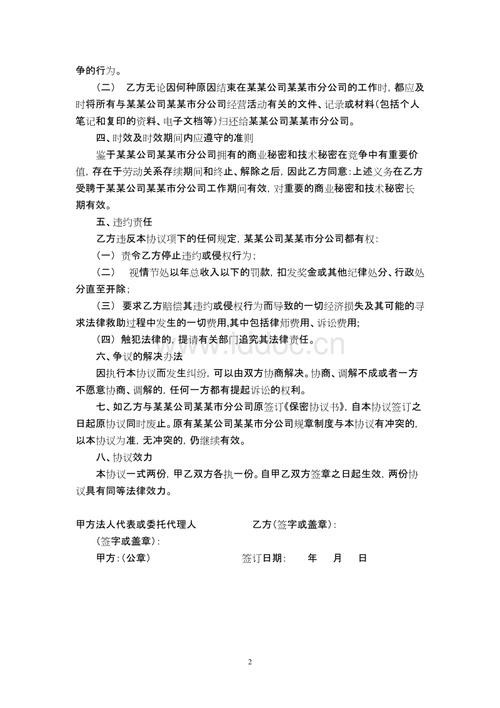 争的行为。
（二） 乙方无论因何种原因结束在某某公司某某市分公司的工作时，都应及
时将所有与某某公司某某市分公司经营活动有关的文件、记录或材料（包括个人
笔记和复印的资料、电子文档等）归还给某某公司某某市分公司。
四、时效及时效期间内应遵守的准则
鉴于某某公司某某市分公司拥有的商业秘密和技术秘密在竞争中有重要价
值，存在于劳动关系存续期间和终止、解除之后，因此乙方同意：上述义务在乙方
受聘于某某公司某某市分公司工作期间有效，对重要的商业秘密和技术秘密长
期有效。
五、违约责任
乙方违反本协议项下的任何规定，某某公司某某市分公司都有权：
（一）责令乙方停止违约或侵权行为；
（二） 视情节处以年总收入以下的罚款，扣发奖金或其他纪律处分、行政处
分直至开除；
（三）要求乙方赔偿其违约或侵权行为而导致的一切经济损失及其可能的寻
求法律救助过程中发生的一切费用,其中包括律师费用、诉讼费用；
（四）触犯法律的，提请有关部门追究其法律责任。
六、争议的解决办法
因执行本协议而发生纠纷，可以由双方协商解决。协商、调解不成或者一方
不愿意协商、调解的，任何一方都有提起诉讼的权利。
七、如乙方与某某公司某某市分公司原签订《保密协议书》，自本协议签订之
日起原协议同时废止。原有某某公司某某市分公司规章制度与本协议有冲突的，
以本协议为准，无冲突的，仍继续有效。
八、协议效力
本协议一式两份，甲乙双方各执一份。自甲乙双方签章之日起生效，两份协
议具有同等法律效力。
甲方法人代表或委托代理人 乙方（签字或盖章）：
（签字或盖章）：
甲方：（公章） 签订日期： 年 月 日
2